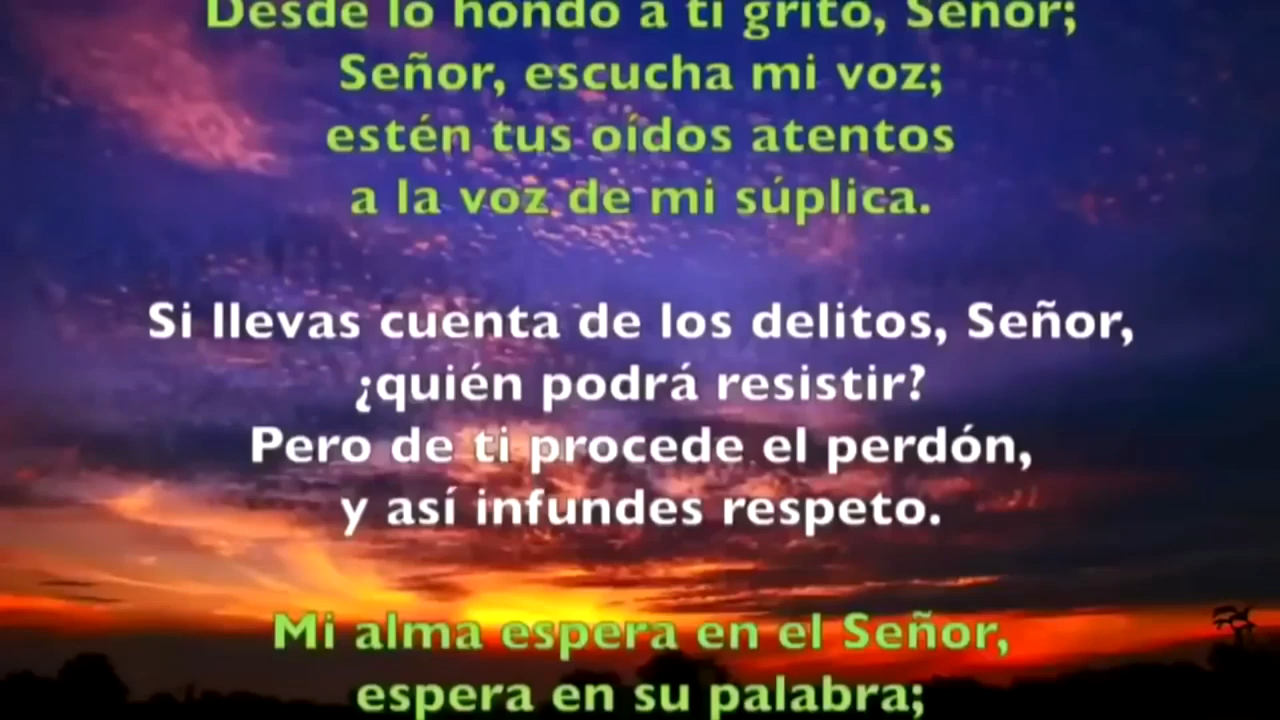 Desde lo hondo a ti grito, Señor;
Señor, escucha mi voz;
estén tus oídos atentos
a la voz de mi súplica.
Si llevas cuenta de los delitos, Señor,
¿quién podrá resistir?
Pero de ti procede el perdón,
y así infundes respeto.
Mi alma espera en el Señor,
espera en su palabra;